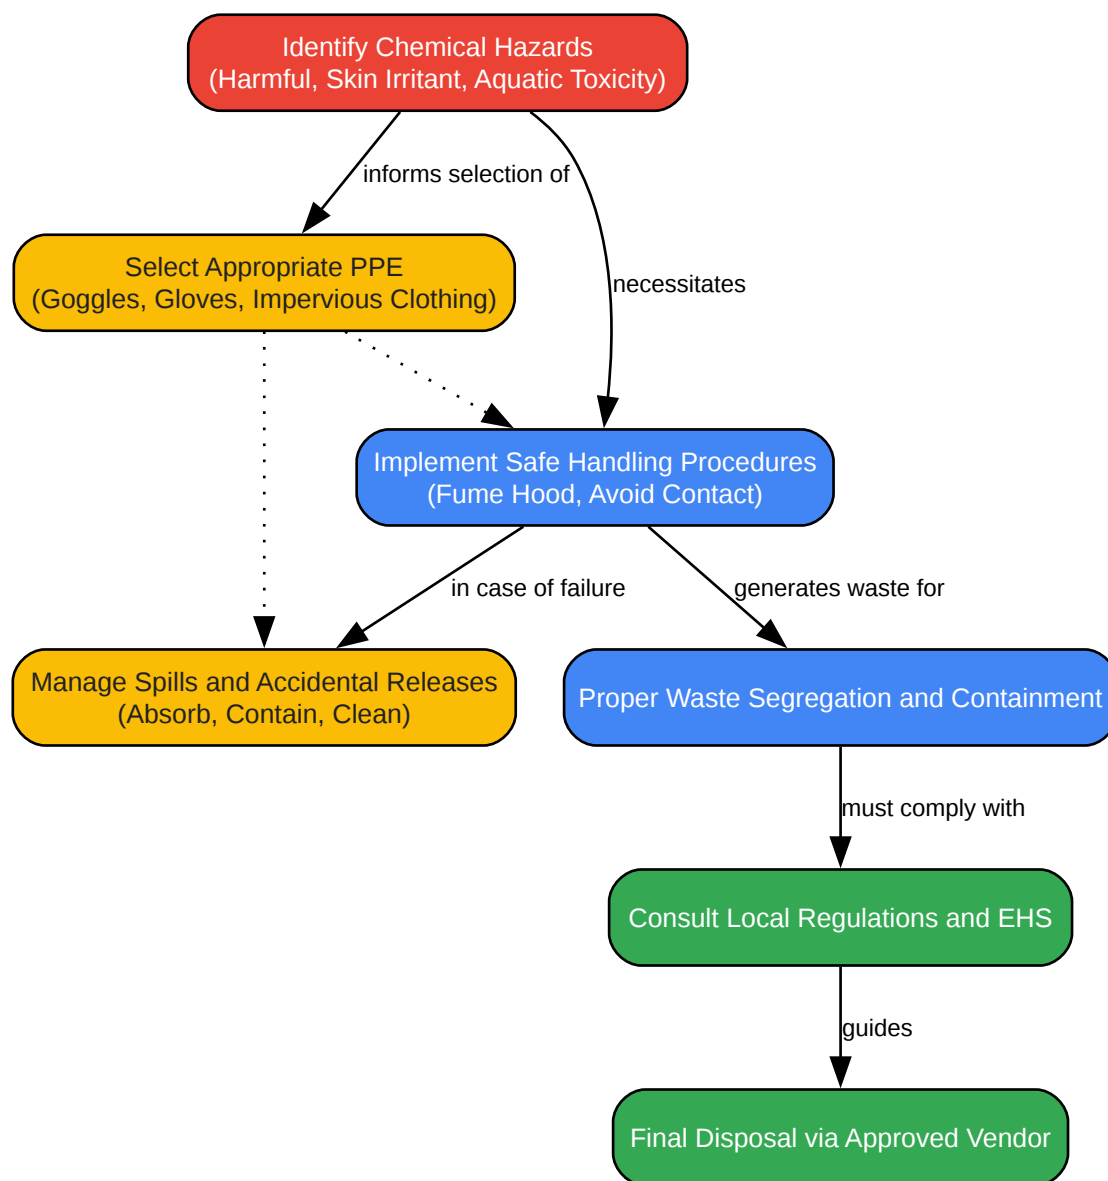 Identify Chemical Hazards
(Harmful, Skin Irritant, Aquatic Toxicity)
informs selection of
Select Appropriate PPE
(Goggles, Gloves, Impervious Clothing)
necessitates
Implement Safe Handling Procedures
(Fume Hood, Avoid Contact)
in case of failure
generates waste for
Manage Spills and Accidental Releases
(Absorb, Contain, Clean)
Proper Waste Segregation and Containment
must comply with
Consult Local Regulations and EHS
guides
Final Disposal via Approved Vendor